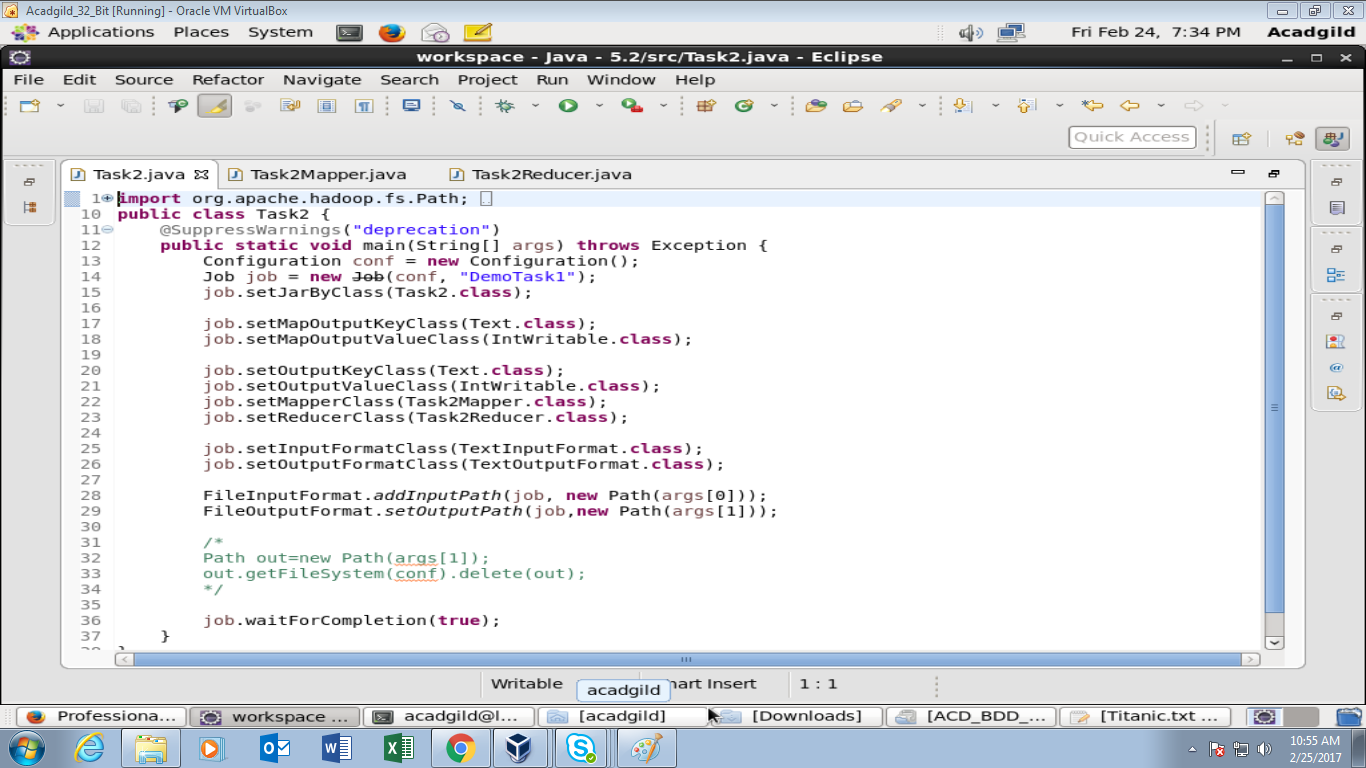 Acadgild_32_Bit [Running] - Oracle VM VirtualBox
Applications Places System Fri Feb 24, 7:34 PM Acadgild
workspace - Java - 5.2/src/Task2.java - Eclipse
File Edit Source Refactor Navigate Search Project Run Window Help
Quick Access
Task2.java Task2Mapper.java Task2Reducer.java
1 import org.apache.hadoop.fs.Path;
10 public class Task2 {
11 @SuppressWarnings("deprecation")
12 public static void main(String[] args) throws Exception {
13 Configuration conf = new Configuration();
14 Job job = new Job(conf, "DemoTask1");
15 job.setJarByClass(Task2.class);
16
17 job.setMapOutputKeyClass(Text.class);
18 job.setMapOutputValueClass(IntWritable.class);
19
20 job.setOutputKeyClass(Text.class);
21 job.setOutputValueClass(IntWritable.class);
22 job.setMapperClass(Task2Mapper.class);
23 job.setReducerClass(Task2Reducer.class);
24
25 job.setInputFormatClass(TextInputFormat.class);
26 job.setOutputFormatClass(TextOutputFormat.class);
27
28 FileInputFormat.addInputPath(job, new Path(args[0]));
29 FileOutputFormat.setOutputPath(job,new Path(args[1]));
30
31 /*
32 Path out=new Path(args[1]);
33 out.getFileSystem(conf).delete(out);
34 */
35
36 job.waitForCompletion(true);
37 }
Writable Insert 1 : 1
acadgild
Professiona... workspace ... acadgild@l... [acadgild] [Downloads] [ACD_BDD_... [Titanic.txt ...
10:55 AM
2/25/2017